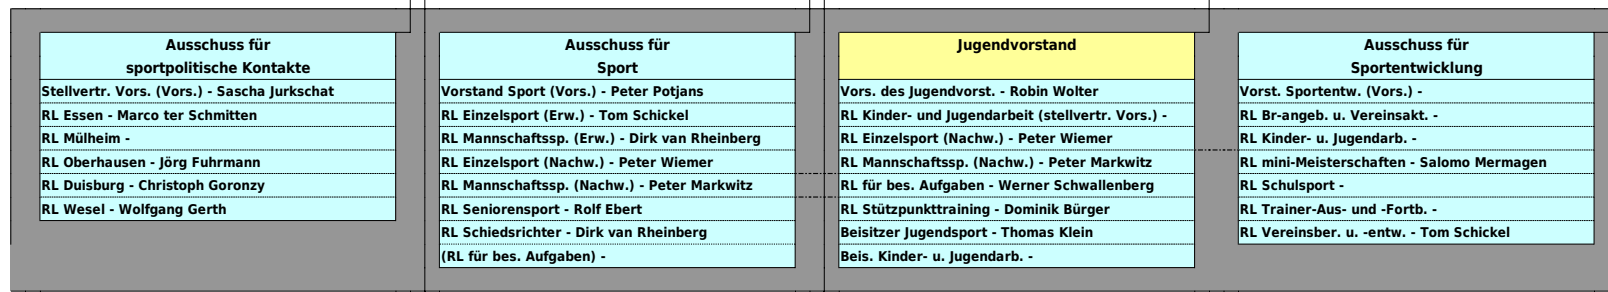 Ausschuss für
sportpolitische Kontakte
Stellvertr. Vors. (Vors.) - Sascha Jurkschat
RL Essen - Marco ter Schmitten
RL Mülheim -
RL Oberhausen - Jörg Fuhrmann
RL Duisburg - Christoph Goronzy
RL Wesel - Wolfgang Gerth
Ausschuss für
Sport
Vorstand Sport (Vors.) - Peter Potjans
RL Einzelsport (Erw.) - Tom Schickel
RL Mannschaftssp. (Erw.) - Dirk van Rheinberg
RL Einzelsport (Nachw.) - Peter Wiemer
RL Mannschaftssp. (Nachw.) - Peter Markwitz
RL Seniorensport - Rolf Ebert
RL Schiedsrichter - Dirk van Rheinberg
(RL für bes. Aufgaben) -
Jugendvorstand
Vors. des Jugendvorst. - Robin Wolter
RL Kinder- und Jugendarbeit (stellvertr. Vors.) -
RL Einzelsport (Nachw.) - Peter Wiemer
RL Mannschaftssp. (Nachw.) - Peter Markwitz
RL für bes. Aufgaben - Werner Schwallenberg
RL Stützpunkttraining - Dominik Bürger
Beisitzer Jugendsport - Thomas Klein
Beis. Kinder- u. Jugendarb. -
Ausschuss für
Sportentwicklung
Vorst. Sportentw. (Vors.) -
RL Br-angeb. u. Vereinsakt. -
RL Kinder- u. Jugendarb. -
RL mini-Meisterschaften - Salomo Mermagen
RL Schulsport -
RL Trainer-Aus- und -Fortb. -
RL Vereinsber. u. -entw. - Tom Schickel